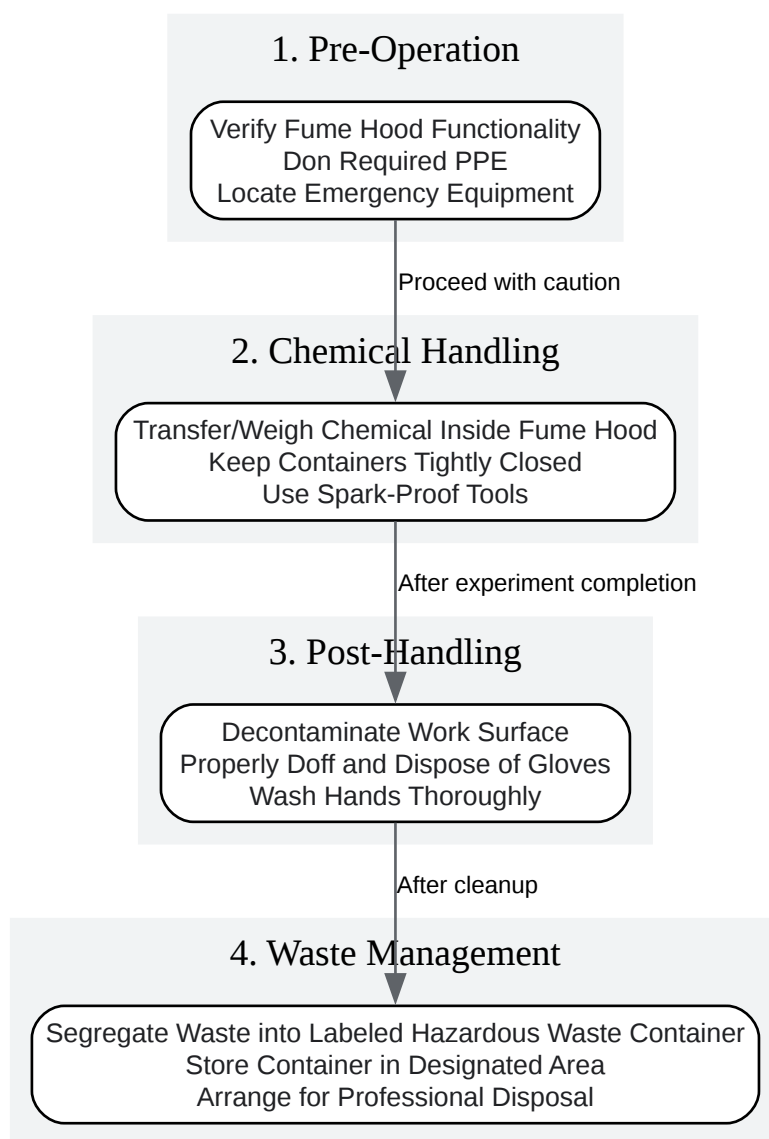 1. Pre-Operation
Verify Fume Hood Functionality
Don Required PPE
Locate Emergency Equipment
Proceed with caution
2. Chemical Handling
Transfer/Weigh Chemical Inside Fume Hood
Keep Containers Tightly Closed
Use Spark-Proof Tools
After experiment completion
3. Post-Handling
Decontaminate Work Surface
Properly Doff and Dispose of Gloves
Wash Hands Thoroughly
After cleanup
4. Waste Management
Segregate Waste into Labeled Hazardous Waste Container
Store Container in Designated Area
Arrange for Professional Disposal